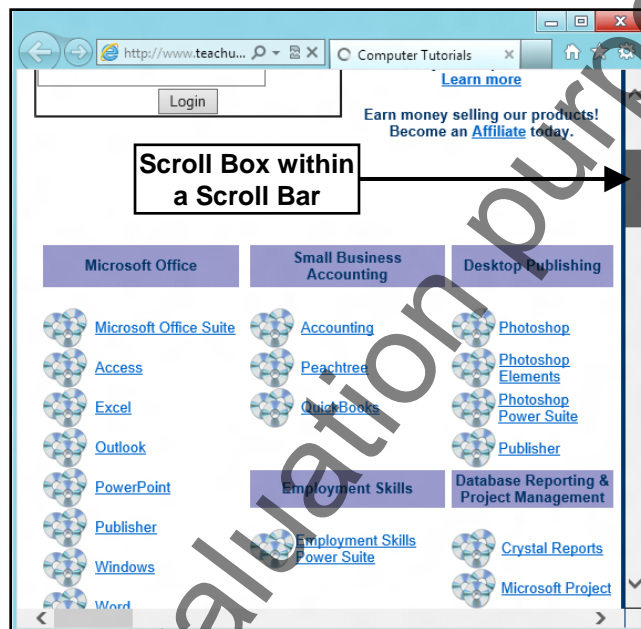 http://www.teachu...
Computer Tutorials
Learn more
Login
Earn money selling our products!
Become an Affiliate today.
Scroll Box within
a Scroll Bar
Microsoft Office
Small Business
Accounting
Desktop Publishing
Microsoft Office Suite
Access
Excel
Outlook
PowerPoint
Publisher
Windows
Word
Accounting
Peachtree
QuickBooks
Photoshop
Photoshop
Elements
Photoshop
Power Suite
Publisher
Employment Skills
Employment Skills
Power Suite
Database Reporting &
Project Management
Crystal Reports
Microsoft Project